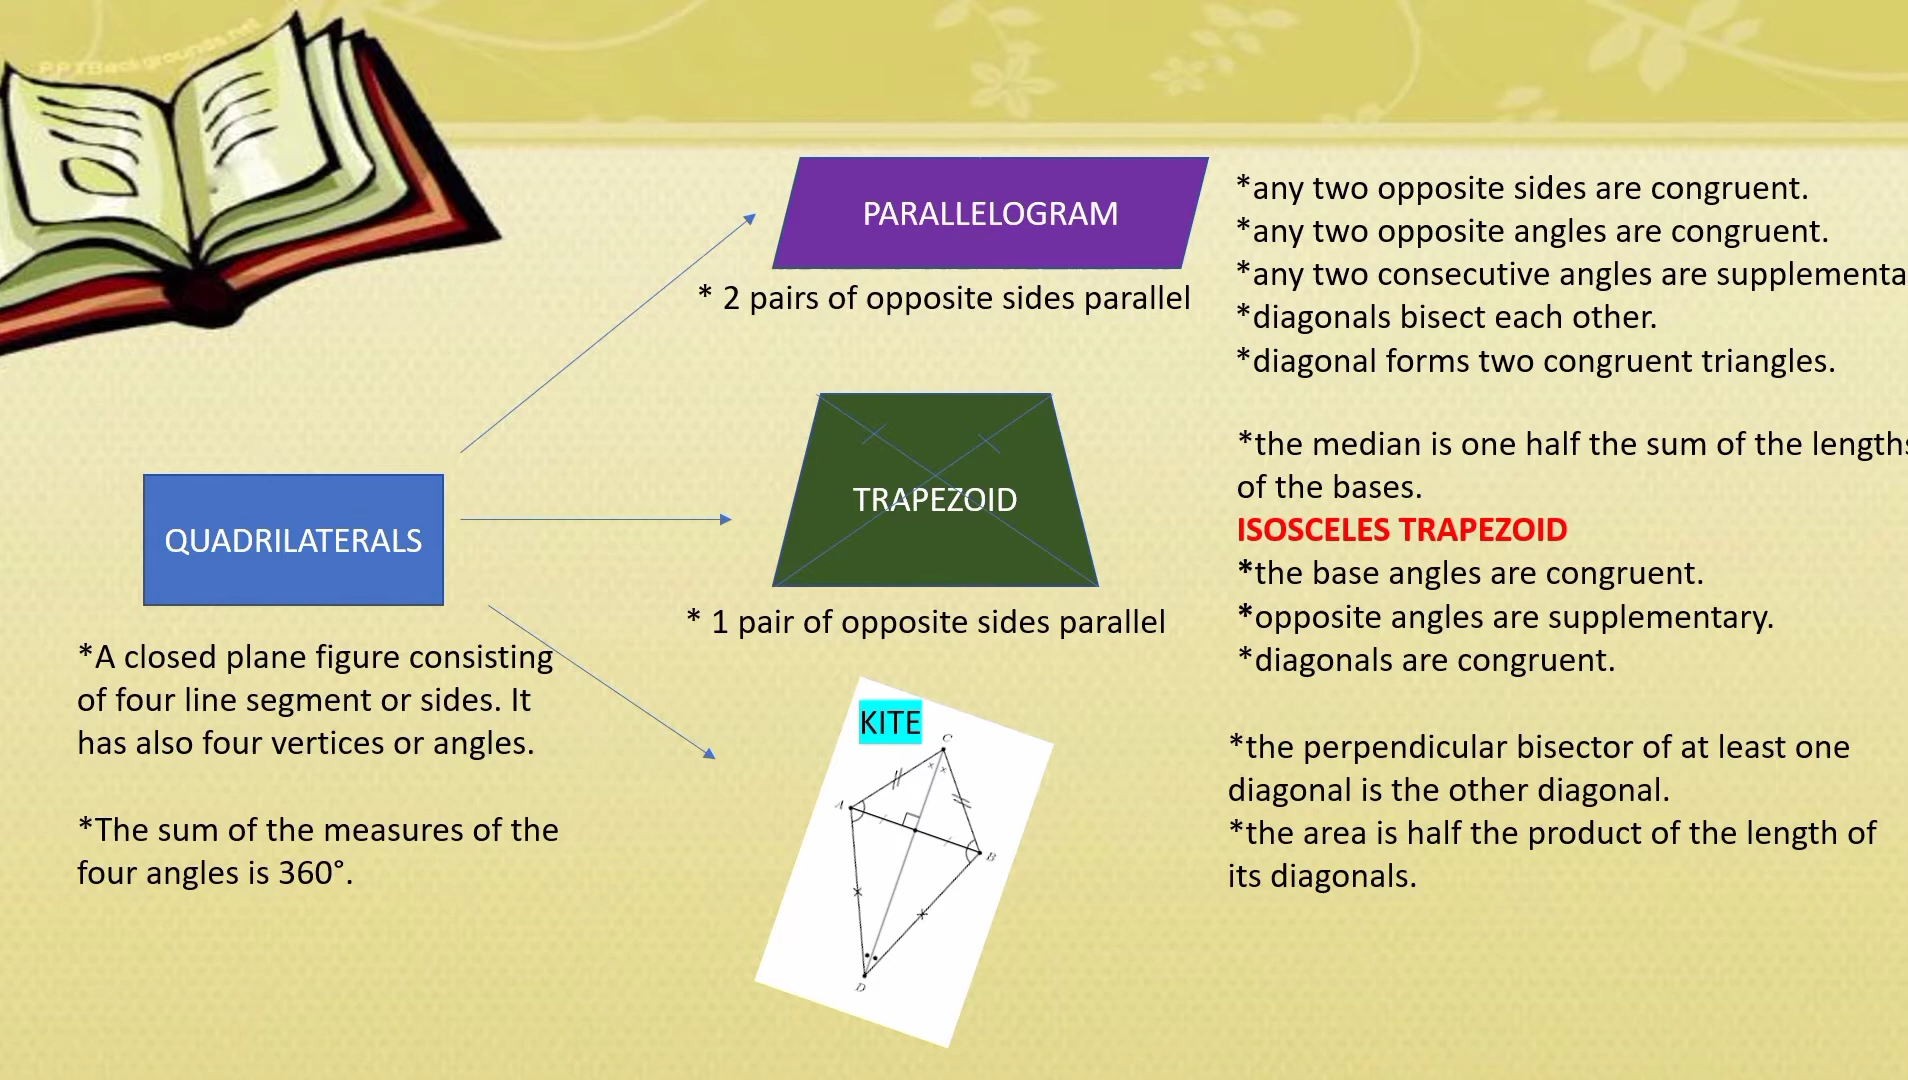 PPTBackgrounds.net
PARALLELOGRAM
* 2 pairs of opposite sides parallel
*any two opposite sides are congruent.
*any two opposite angles are congruent.
*any two consecutive angles are supplementa
*diagonals bisect each other.
*diagonal forms two congruent triangles.
QUADRILATERALS
*A closed plane figure consisting
of four line segment or sides. It
has also four vertices or angles.
*The sum of the measures of the
four angles is 360°.
TRAPEZOID
* 1 pair of opposite sides parallel
*the median is one half the sum of the lengths
of the bases.
ISOSCELES TRAPEZOID
*the base angles are congruent.
*opposite angles are supplementary.
*diagonals are congruent.
KITE
C
A
B
D
*the perpendicular bisector of at least one
diagonal is the other diagonal.
*the area is half the product of the length of
its diagonals.